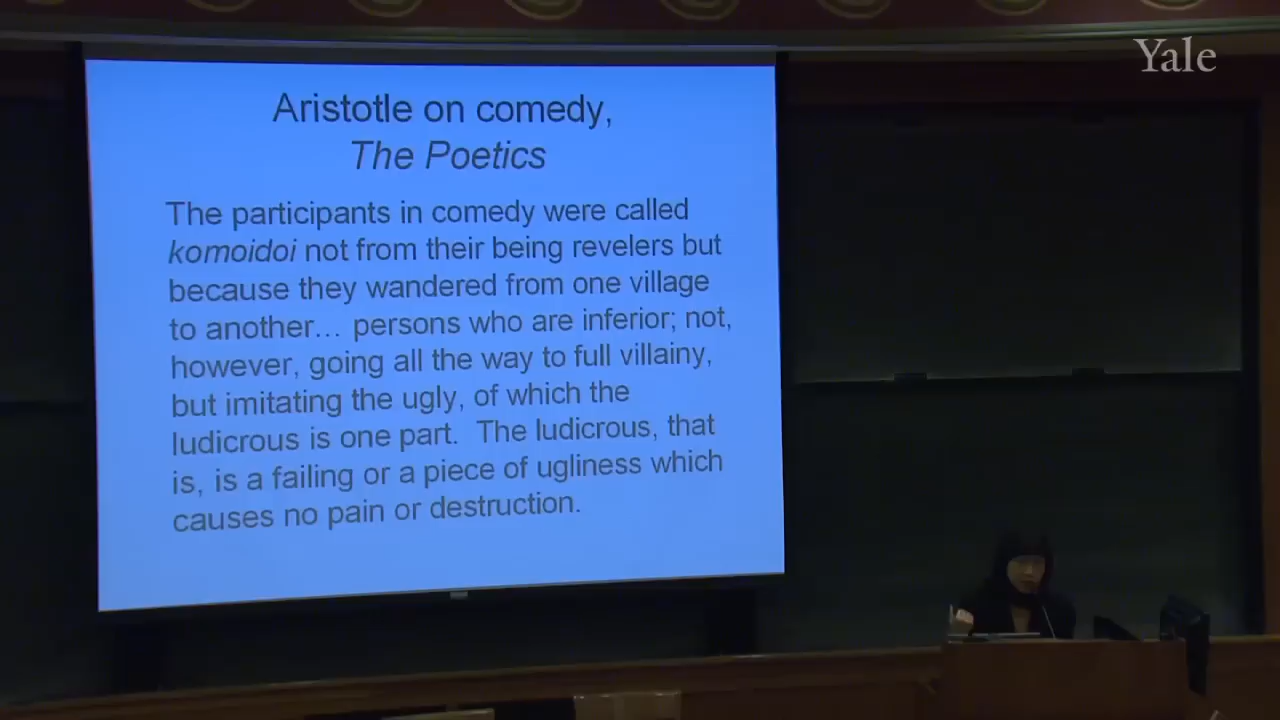 Yale
Aristotle on comedy,
The Poetics
The participants in comedy were called
komoidoi not from their being revelers but
because they wandered from one village
to another… persons who are inferior; not,
however, going all the way to full villainy,
but imitating the ugly, of which the
ludicrous is one part. The ludicrous, that
is, is a failing or a piece of ugliness which
causes no pain or destruction.